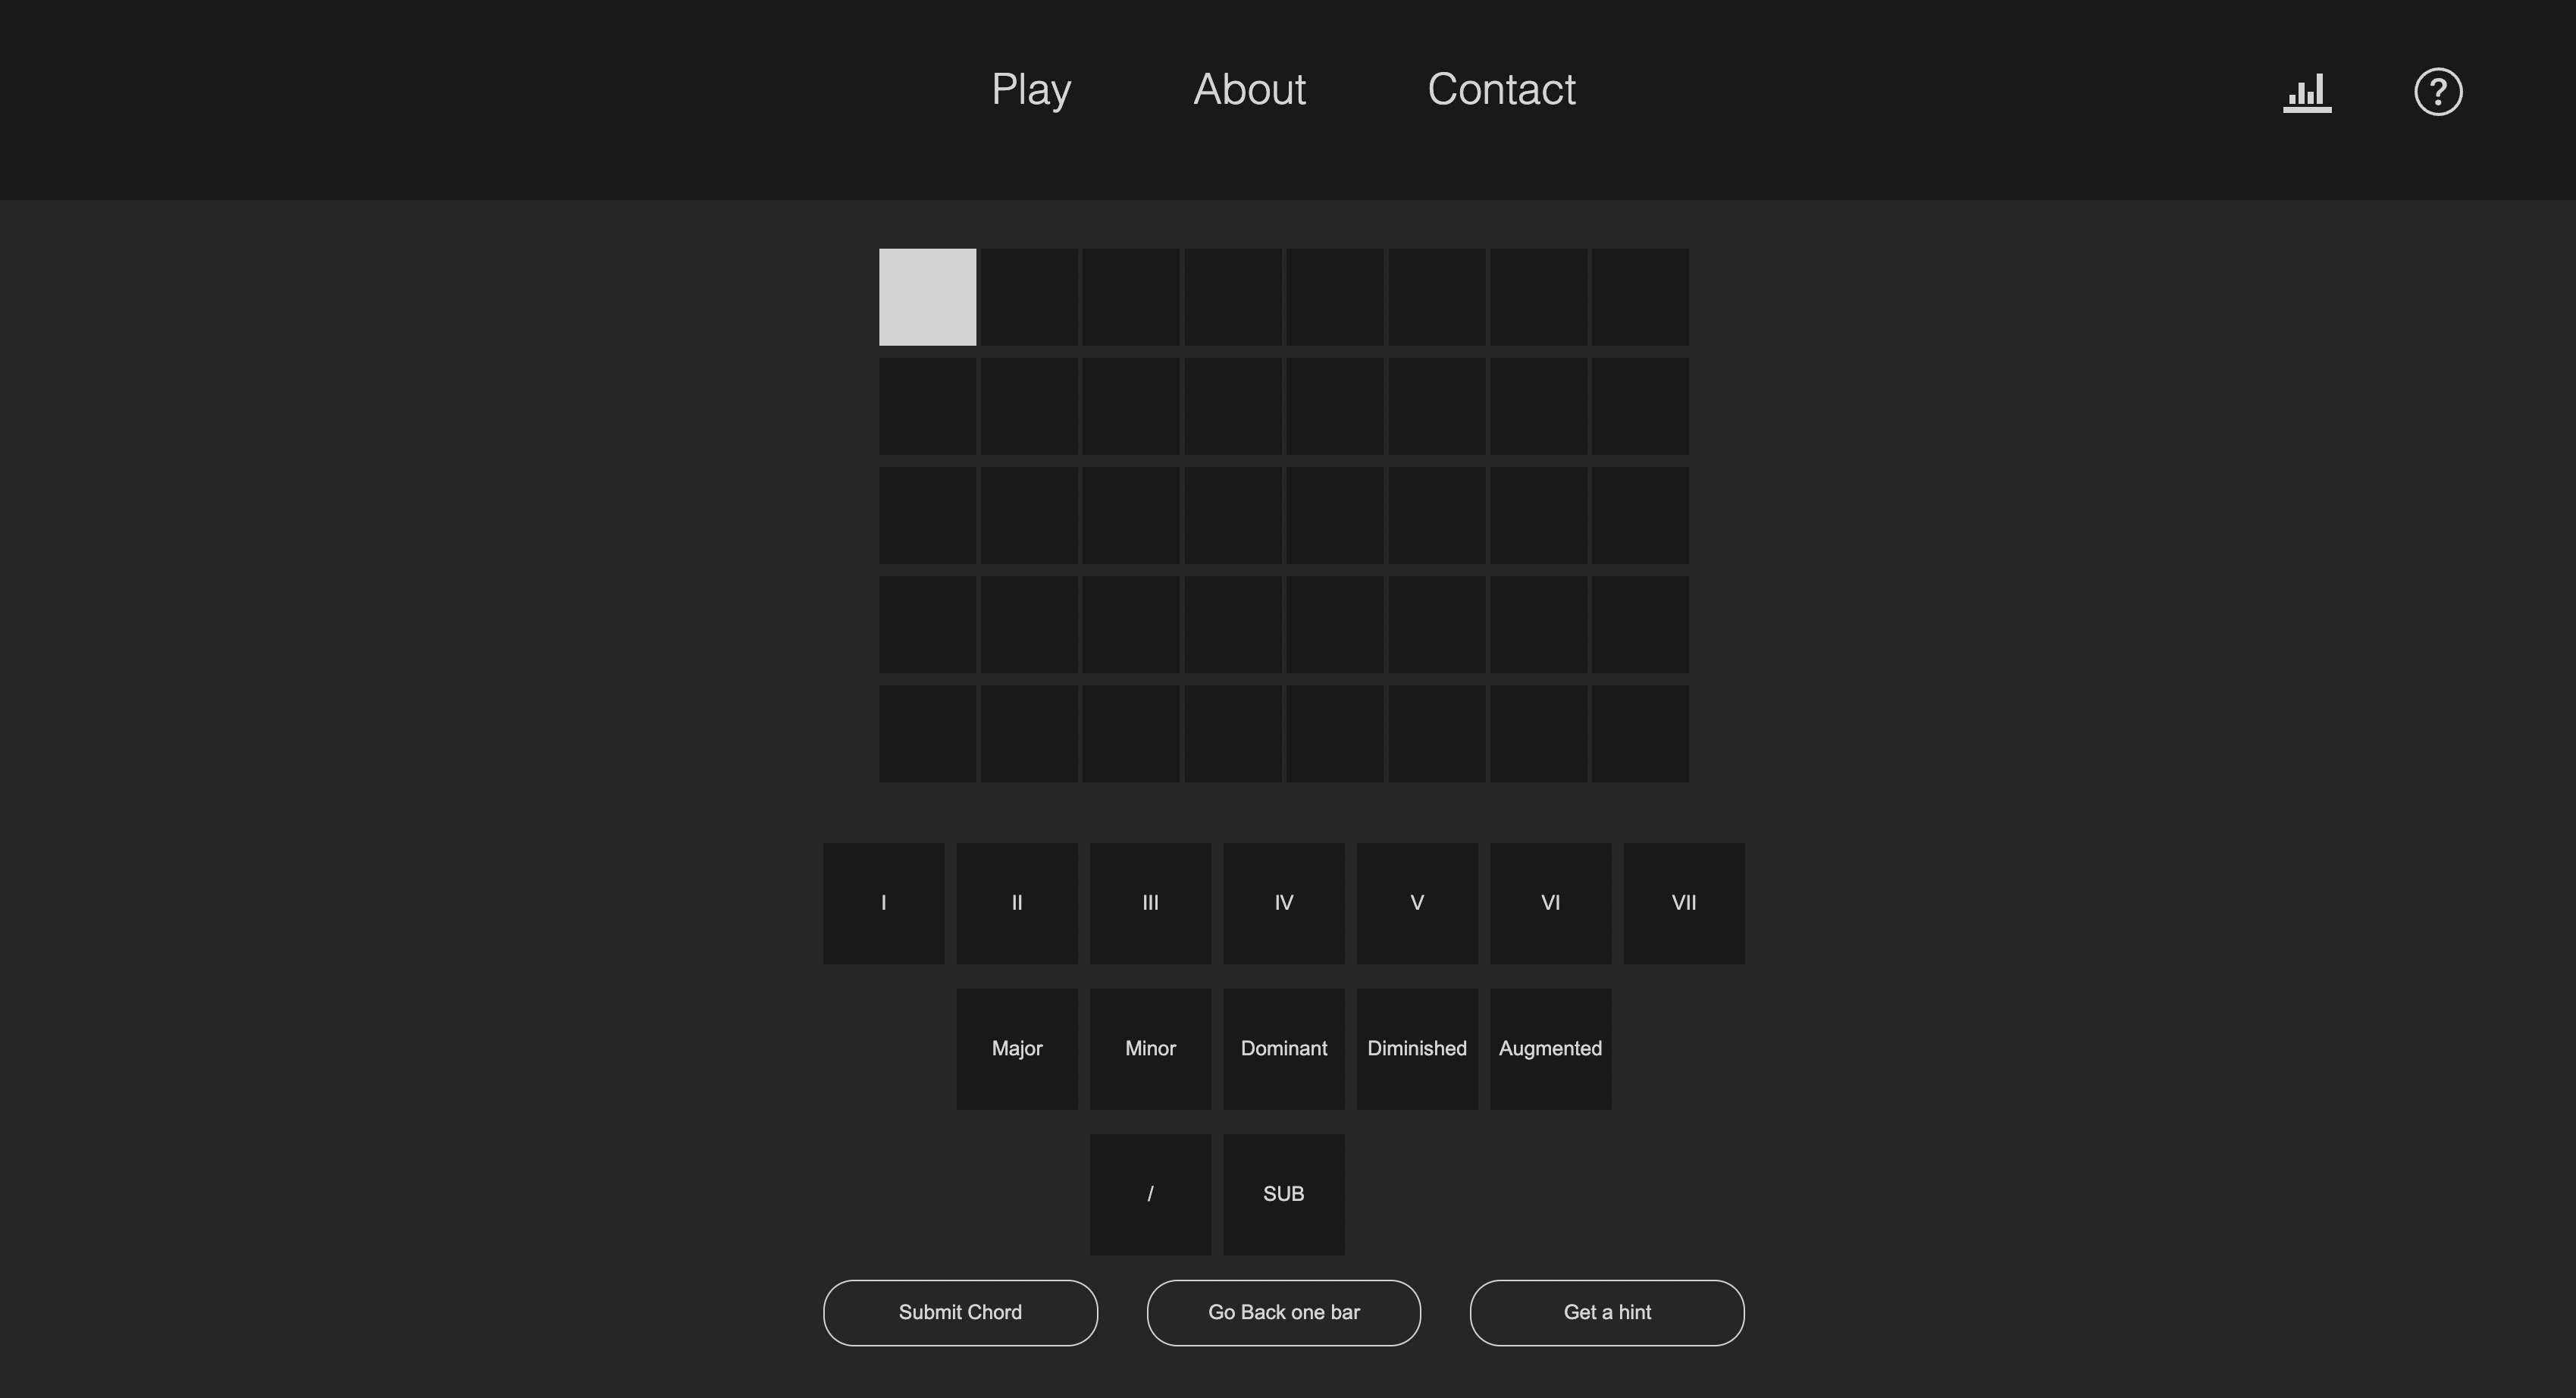 Play About Contact ?
I II III IV V VI VII
Major Minor Dominant Diminished Augmented
/ SUB
Submit Chord Go Back one bar Get a hint